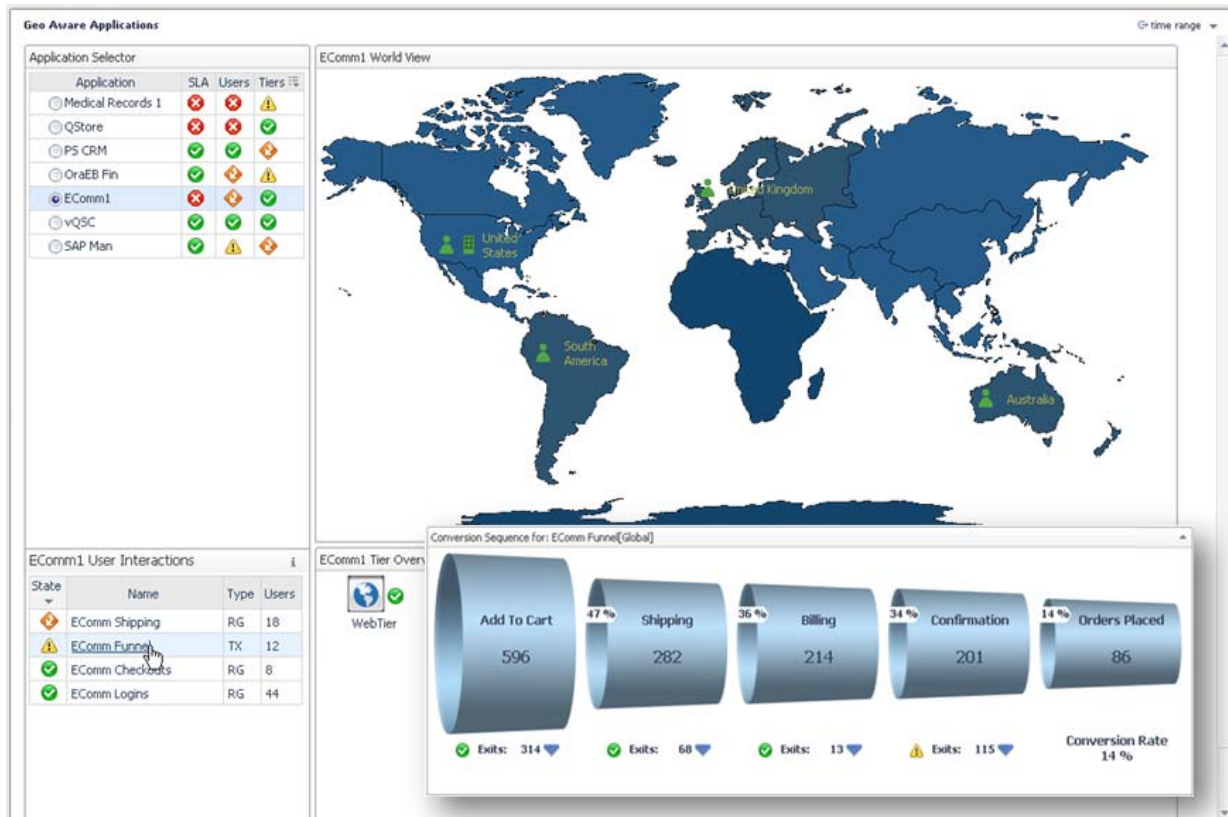 Geo Aware Applications
time range
Application Selector
Application SLA Users Tiers
Medical Records 1
QStore
PS CRM
OraEB Fin
EComm1
vQSC
SAP Man
EComm1 World View
United Kingdom
United
States
South
America
Australia
EComm1 User Interactions i
State Name Type Users
EComm Shipping RG 18
EComm Funnel TX 12
EComm Checkouts RG 8
EComm Logins RG 44
EComm1 Tier Overv
WebTier
Conversion Sequence for: EComm Funnel[Global]
Add To Cart
596
Exits: 314
47 %
Shipping
282
Exits: 68
36 %
Billing
214
Exits: 13
34 %
Confirmation
201
Exits: 115
14 %
Orders Placed
86
Conversion Rate
14 %